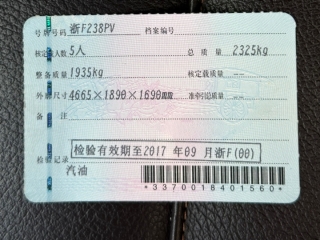 号牌号码 浙F238PV 档案编号
核定载人数 5人 总质量 2325kg
整备质量 1935kg 核定载质量 --
外廓尺寸 4665×1890×1690mm 准牵引总质量 --
备注
检验有效期至2017年09月浙F(00)
检验记录
汽油
*3370018401560*